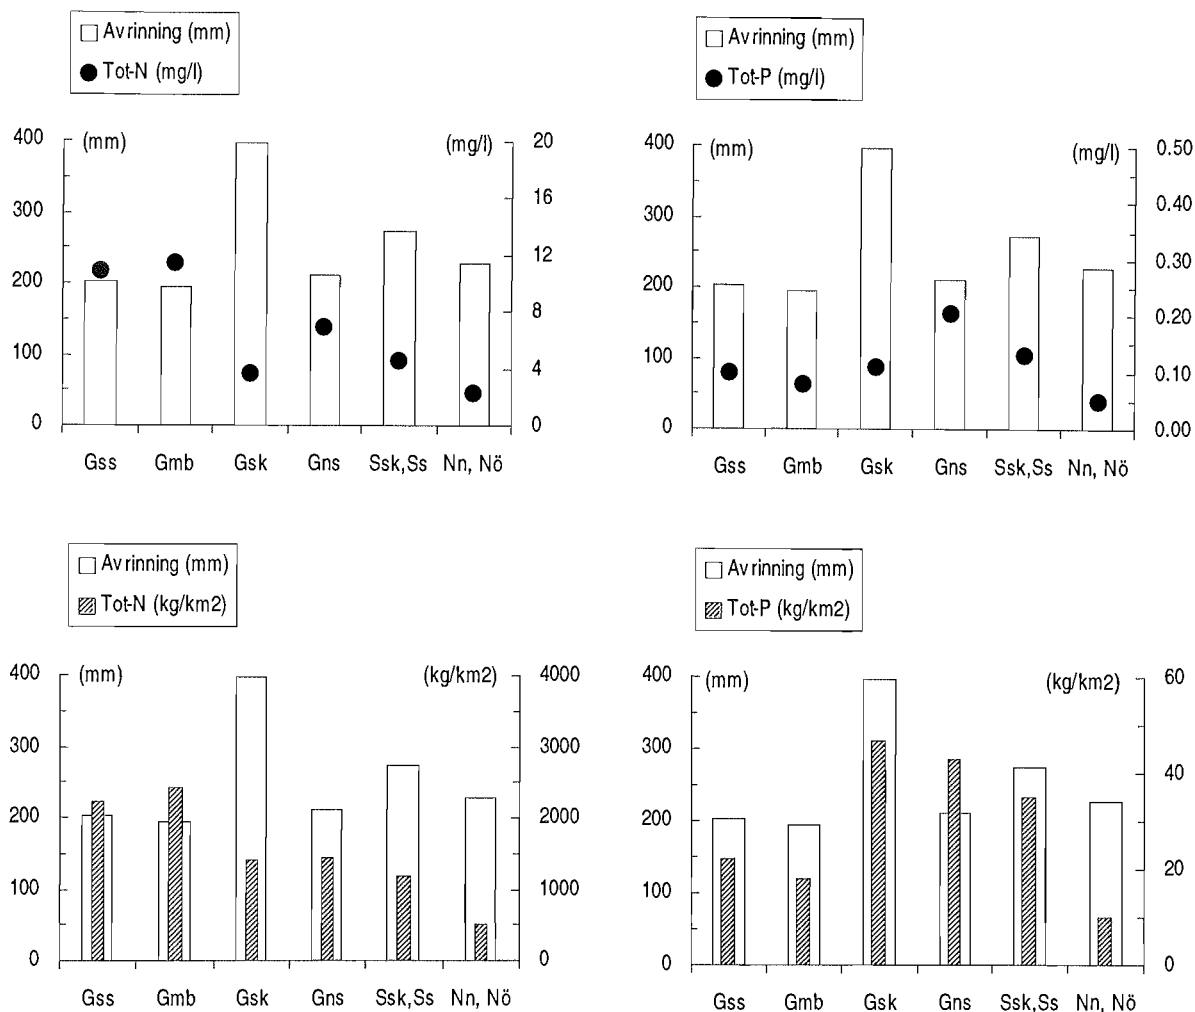 Avrinning (mm)
Tot-N (mg/l)
400 (mm) (mg/l) 20
300 16
200 12
100 8
0 4
0
Gss Gmb Gsk Gns Ssk,Ss Nn, Nö
Avrinning (mm)
Tot-P (mg/l)
400 (mm) (mg/l) 0.50
300 0.40
200 0.30
100 0.20
0 0.10
0.00
Gss Gmb Gsk Gns Ssk,Ss Nn, Nö
Avrinning (mm)
Tot-N (kg/km2)
400 (mm) (kg/km2) 4000
300 3000
200 2000
100 1000
0 0
Gss Gmb Gsk Gns Ssk,Ss Nn, Nö
Avrinning (mm)
Tot-P (kg/km2)
400 (mm) (kg/km2) 60
300 40
200 20
100 0
0
Gss Gmb Gsk Gns Ssk,Ss Nn, Nö